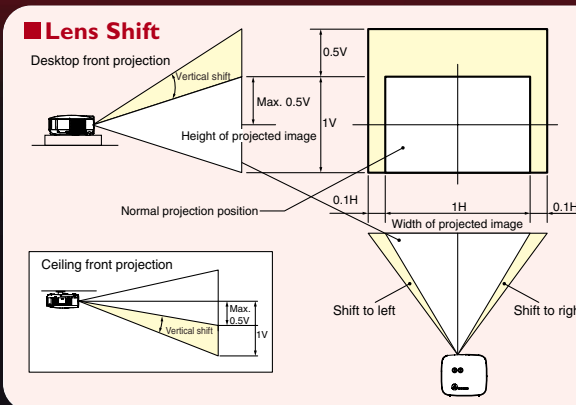 Lens Shift
Desktop front projection
Vertical shift
0.5V
Max. 0.5V
1V
Height of projected image
Normal projection position
0.1H
1H
0.1H
Width of projected image
Ceiling front projection
Max.
0.5V
1V
Vertical shift
Shift to left
Shift to righ